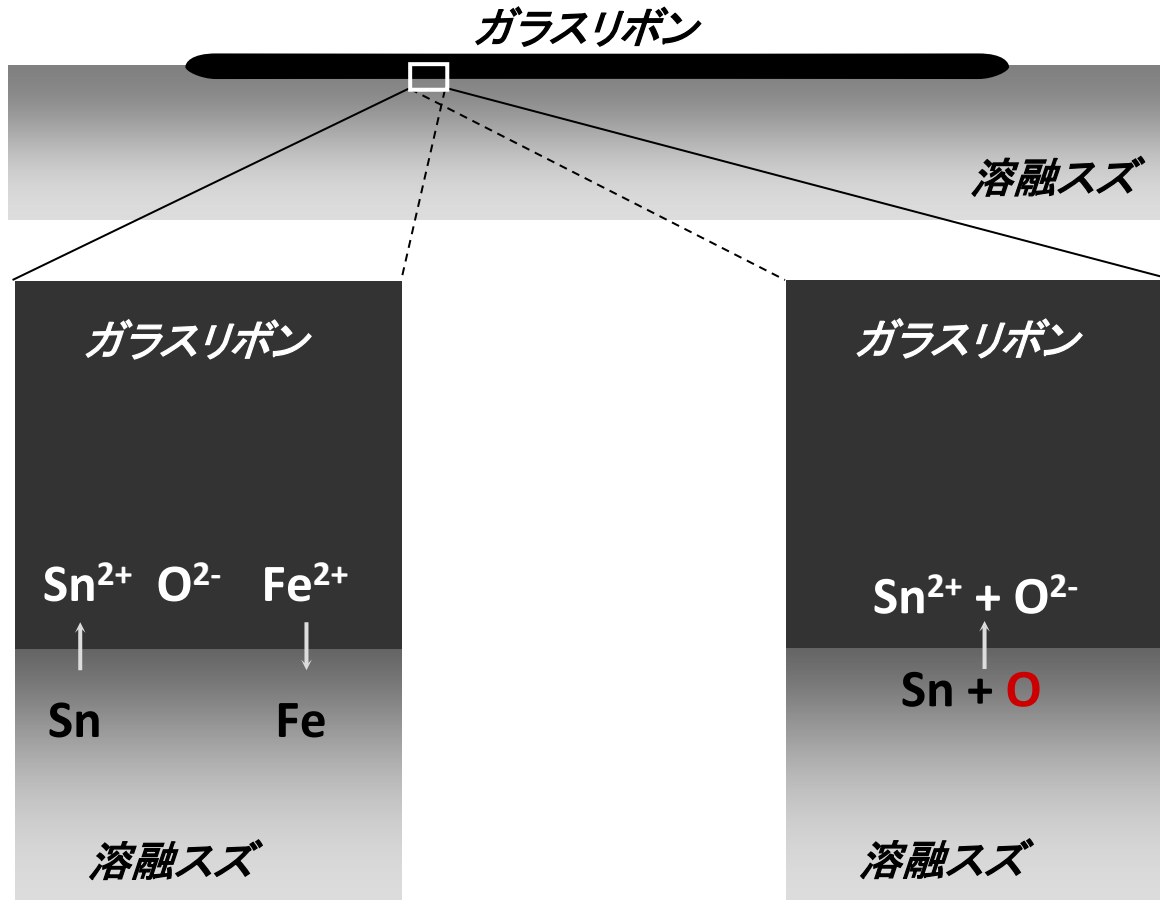 ガラスリボン
溶融スズ
ガラスリボン
Sn²⁺ O²⁻ Fe²⁺
Sn Fe
溶融スズ
ガラスリボン
Sn²⁺ + O²⁻
Sn + O
溶融スズ